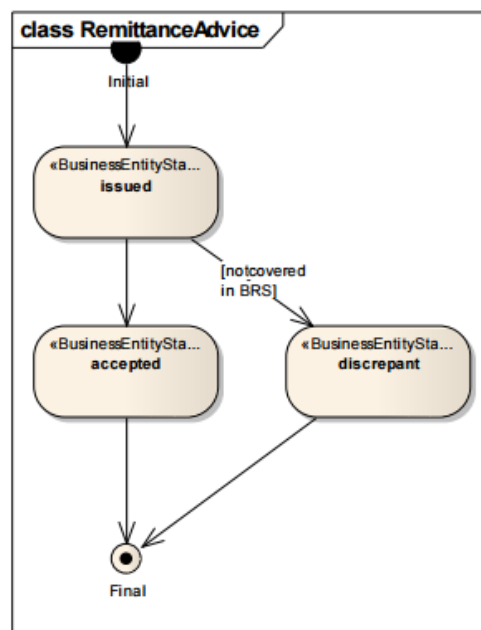 class RemittanceAdvice
Initial
«BusinessEntitySta...
issued
[notcovered
in BRS]
«BusinessEntitySta...
accepted
«BusinessEntitySta...
discrepant
Final